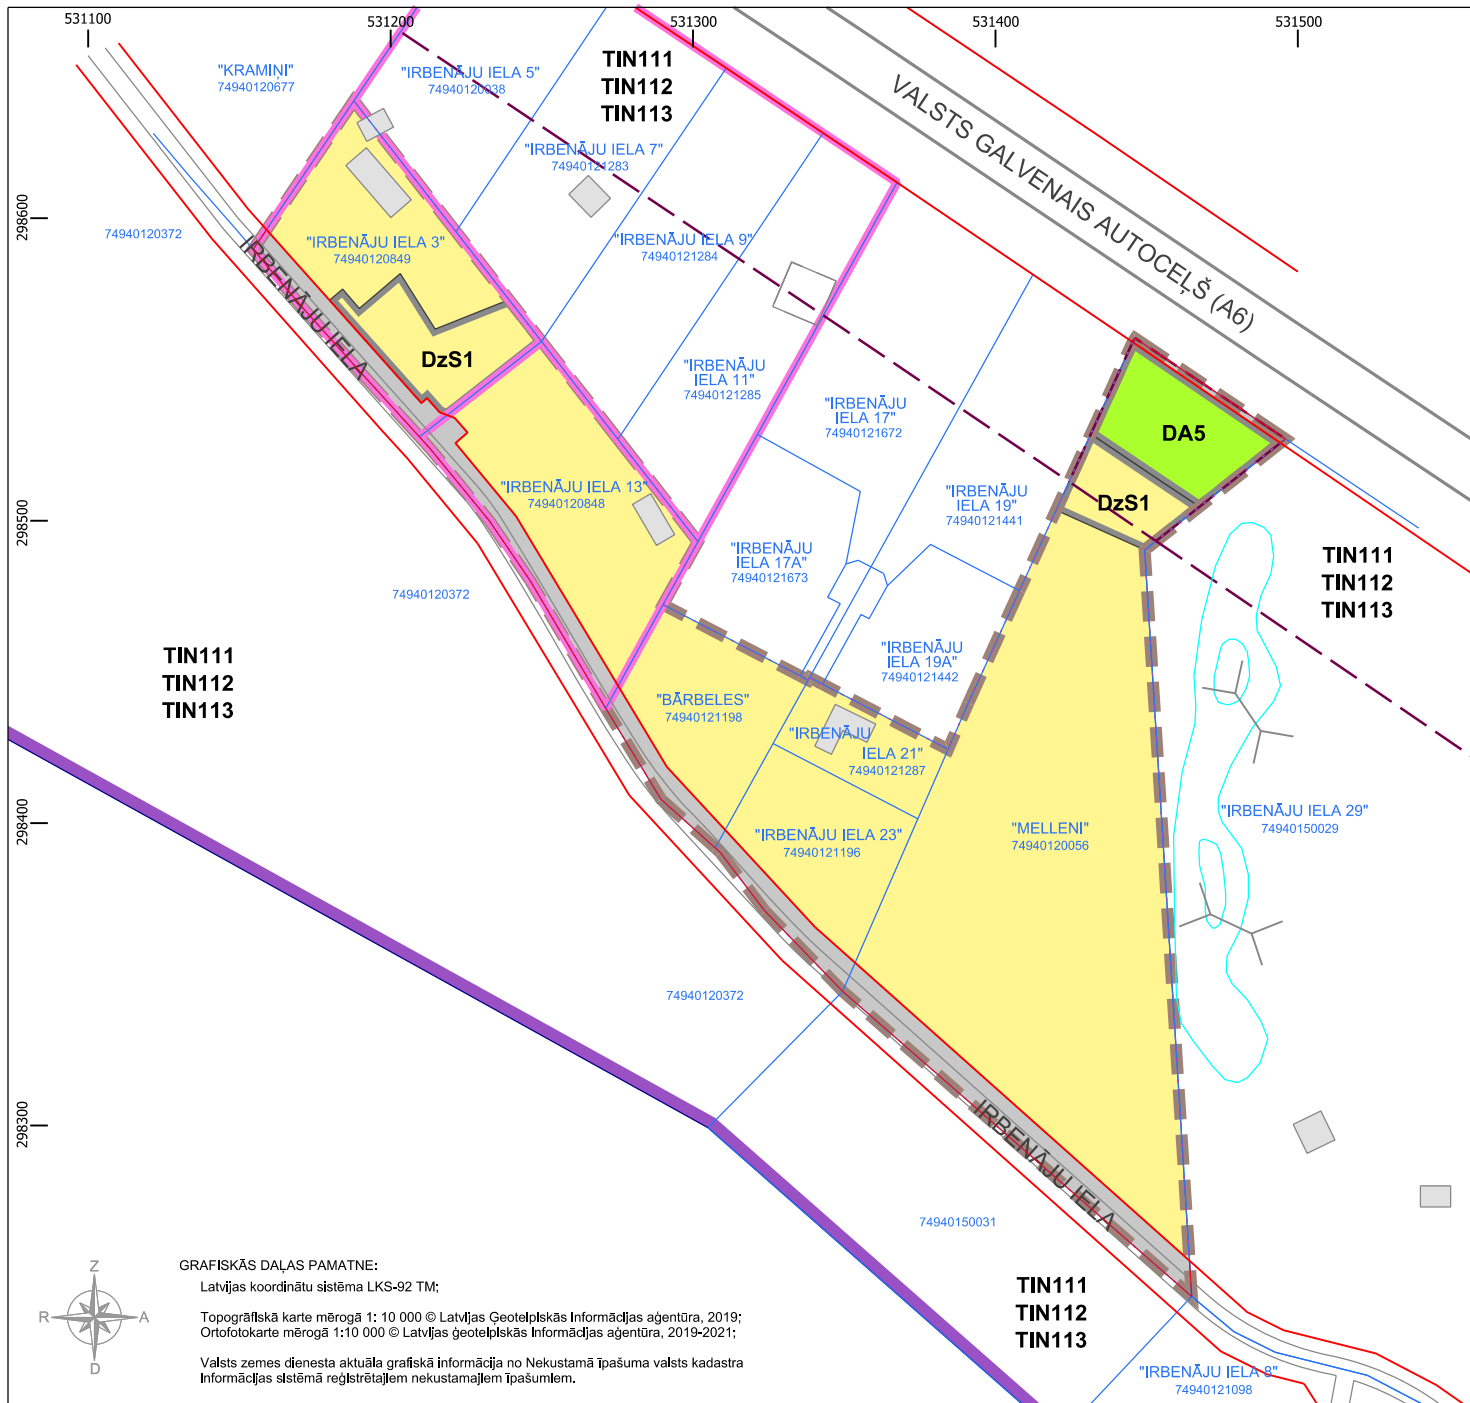 531100
531200
531300
531400
531500
"KRAMIŅI"
74940120677
"IRBENĀJU IELA 5"
74940120038
TIN111
TIN112
TIN113
VALSTS GALVENAIS AUTOCEĻŠ (A6)
"IRBENĀJU IELA 7"
74940121283
298600
74940120372
"IRBENĀJU IELA 3"
74940120849
"IRBENĀJU IELA 9"
74940121284
IRBENĀJU IELA
DzS1
"IRBENĀJU
IELA 11"
74940121285
"IRBENĀJU
IELA 17"
74940121672
DA5
"IRBENĀJU IELA 13"
74940120848
"IRBENĀJU
IELA 19"
74940121441
DzS1
298500
"IRBENĀJU
IELA 17A"
74940121673
TIN111
TIN112
TIN113
74940120372
TIN111
TIN112
TIN113
"IRBENĀJU
IELA 19A"
74940121442
"BĀRBELES"
74940121198
"IRBENĀJU
IELA 21"
74940121287
298400
"IRBENĀJU IELA 23"
74940121196
"MELLENI"
74940120056
"IRBENĀJU IELA 29"
74940150029
74940120372
298300
IRBENĀJU IELA
74940150031
TIN111
TIN112
TIN113
"IRBENĀJU IELA 8"
74940121098
Z
R
A
D
GRAFISKĀS DAĻAS PAMATNE:
Latvijas koordinātu sistēma LKS-92 TM;
Topogrāfiskā karte mērogā 1: 10 000 © Latvijas Ģeotelpiskās Informācijas aģentūra, 2019;
Ortofotokarte mērogā 1:10 000 © Latvijas ģeotelpiskās Informācijas aģentūra, 2019-2021;
Valsts zemes dienesta aktuāla grafiskā informācija no Nekustamā īpašuma valsts kadastra
Informācijas sistēmā reģistrētajiem nekustamajiem īpašumiem.